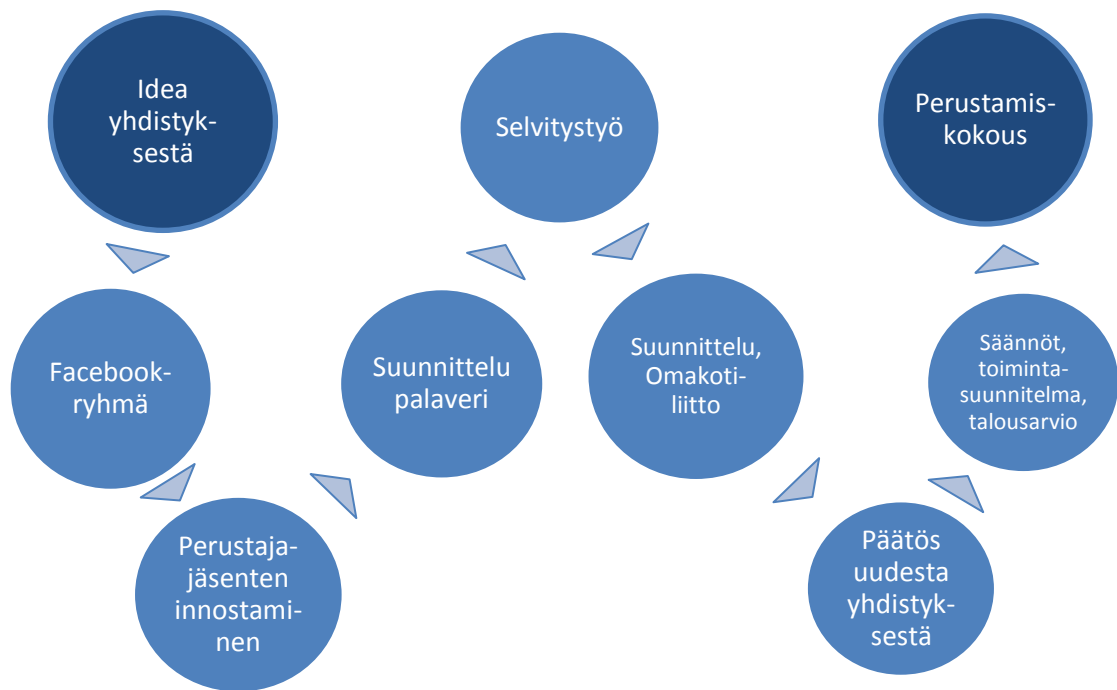 Idea
yhdistyk-
sestä
Facebook-
ryhmä
Perustaja-
jäsenten
innostami-
nen
Suunnittelu
palaveri
Selvitystyö
Suunnittelu,
Omakoti-
liitto
Päätös
uudesta
yhdistyk-
sestä
Säännöt,
toiminta-
suunnitelma,
talousarvio
Perustamis-
kokous